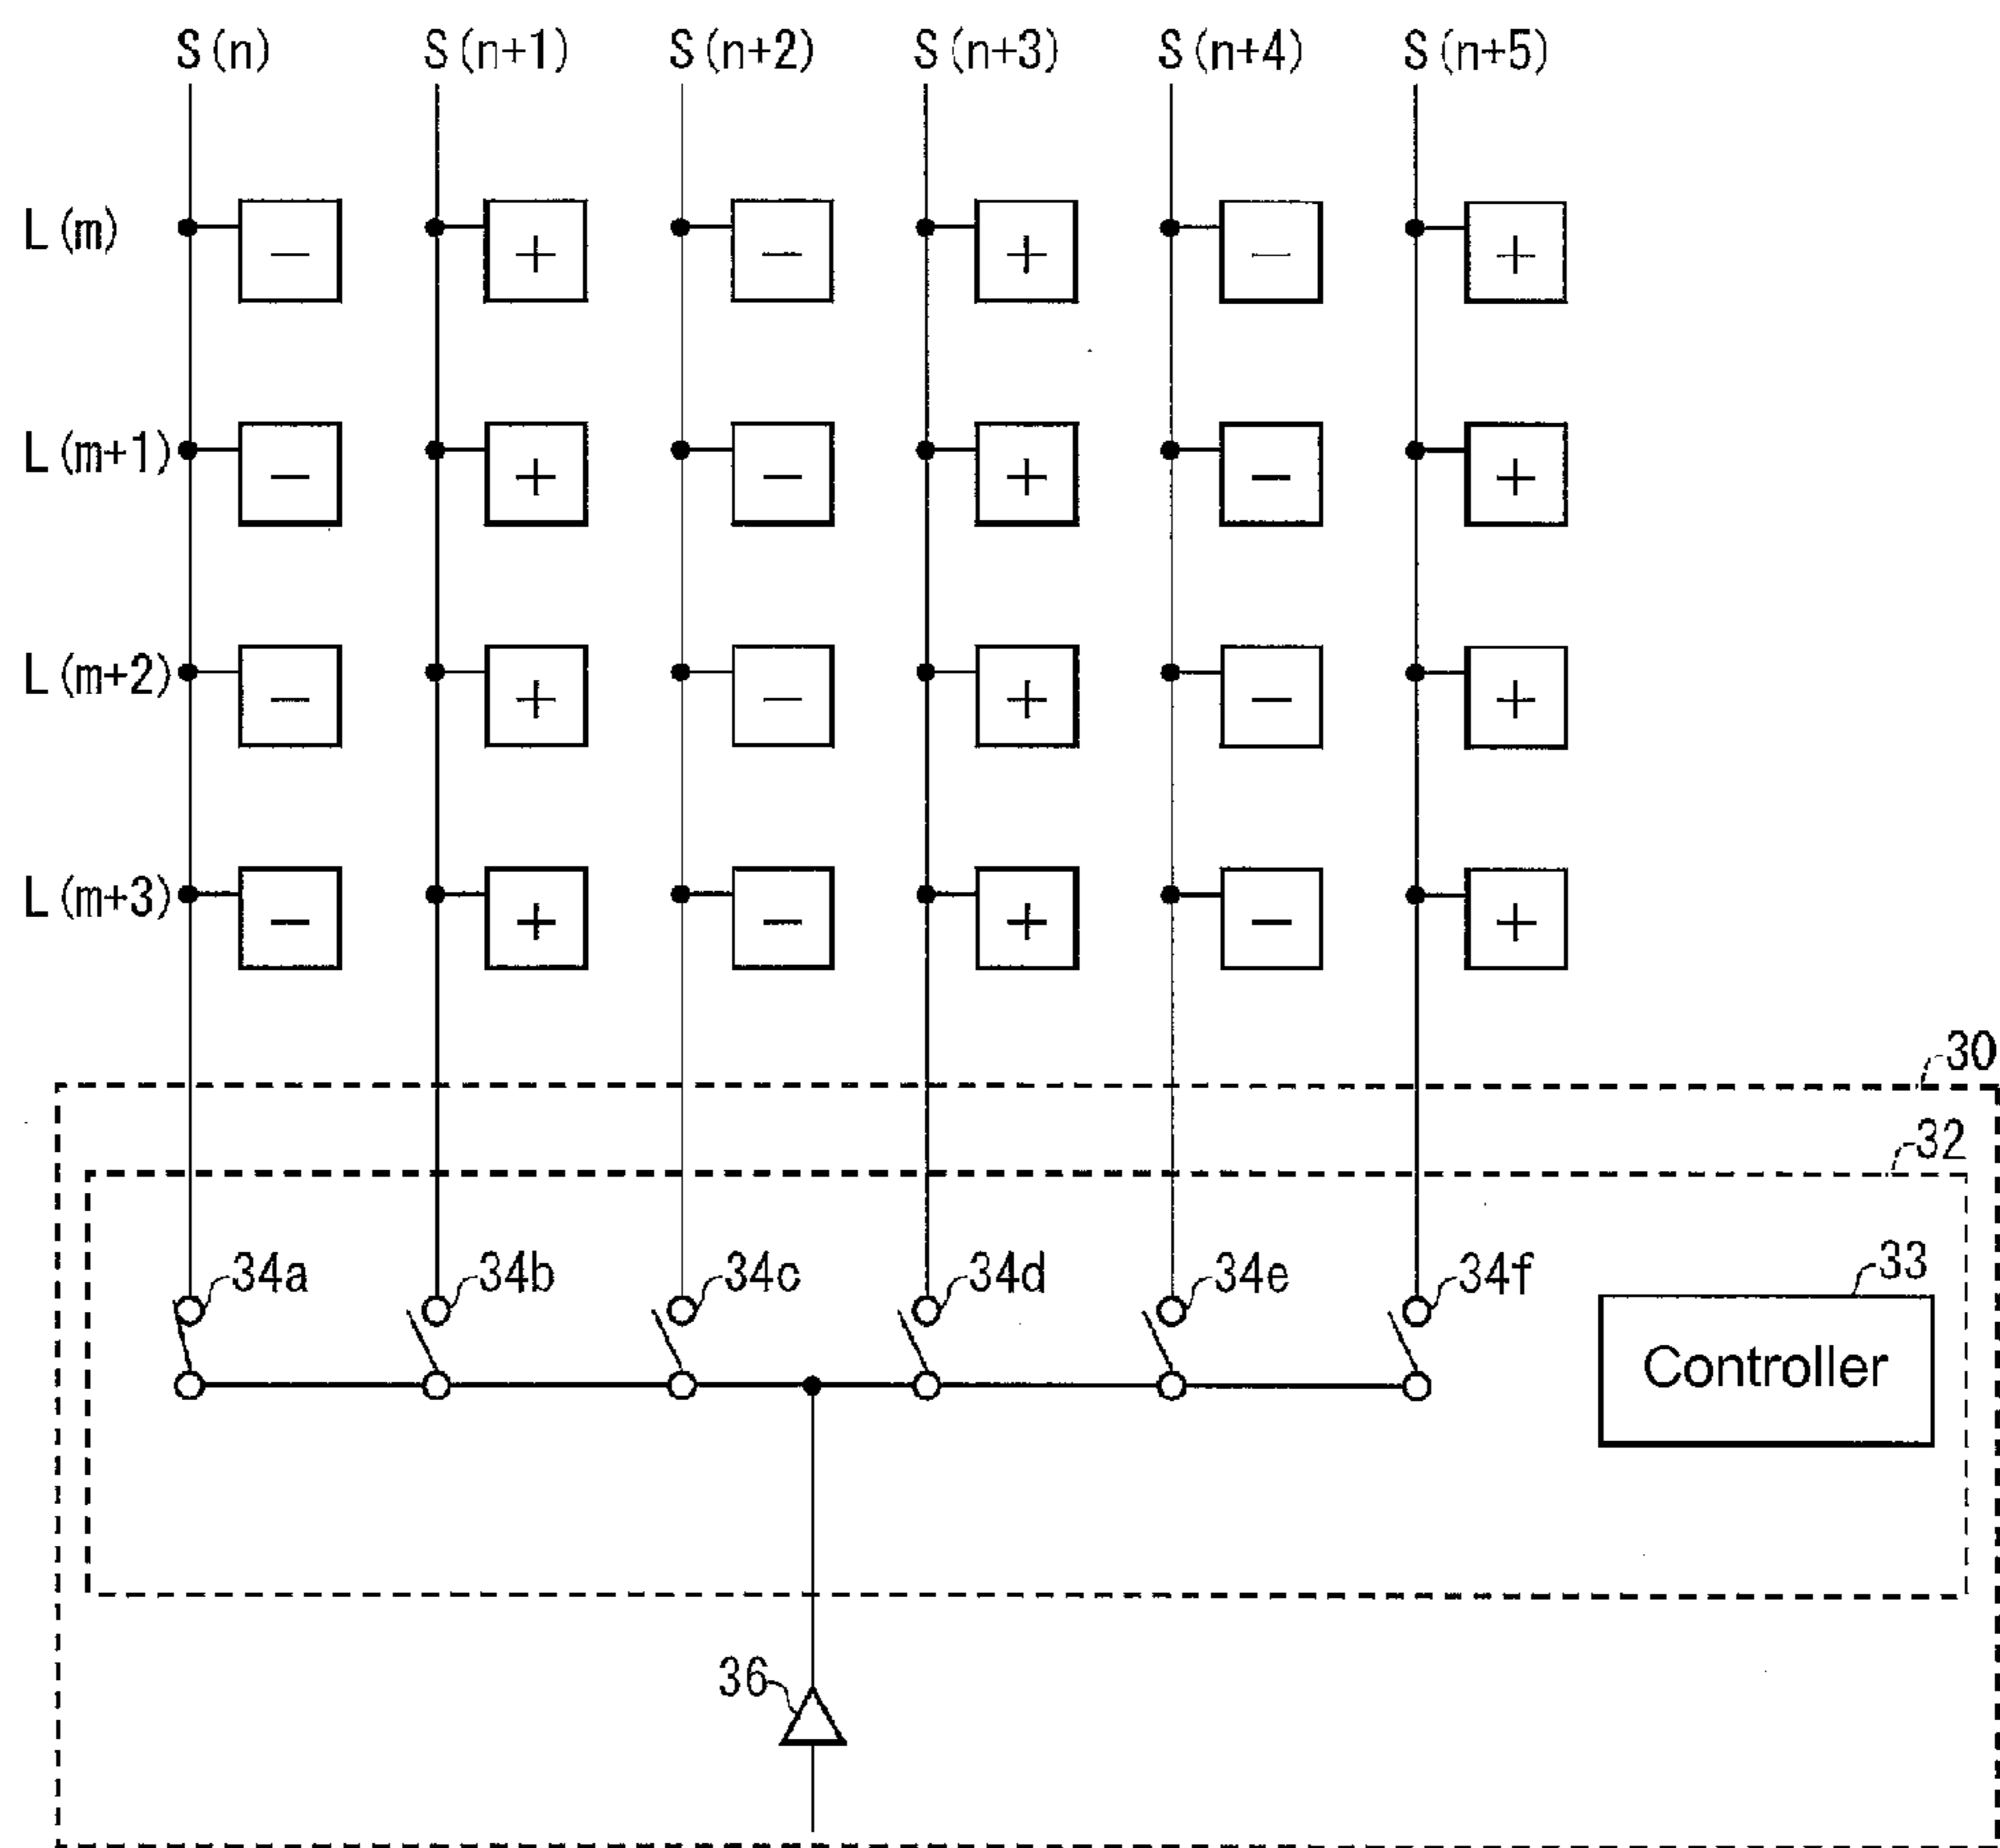 S(n) S(n+1) S(n+2) S(n+3) S(n+4) S(n+5)
L(m) − + − + − +
L(m+1) − + − + − +
L(m+2) − + − + − +
L(m+3) − + − + − +
30
32
34a 34b 34c 34d 34e 34f 33
Controller
36